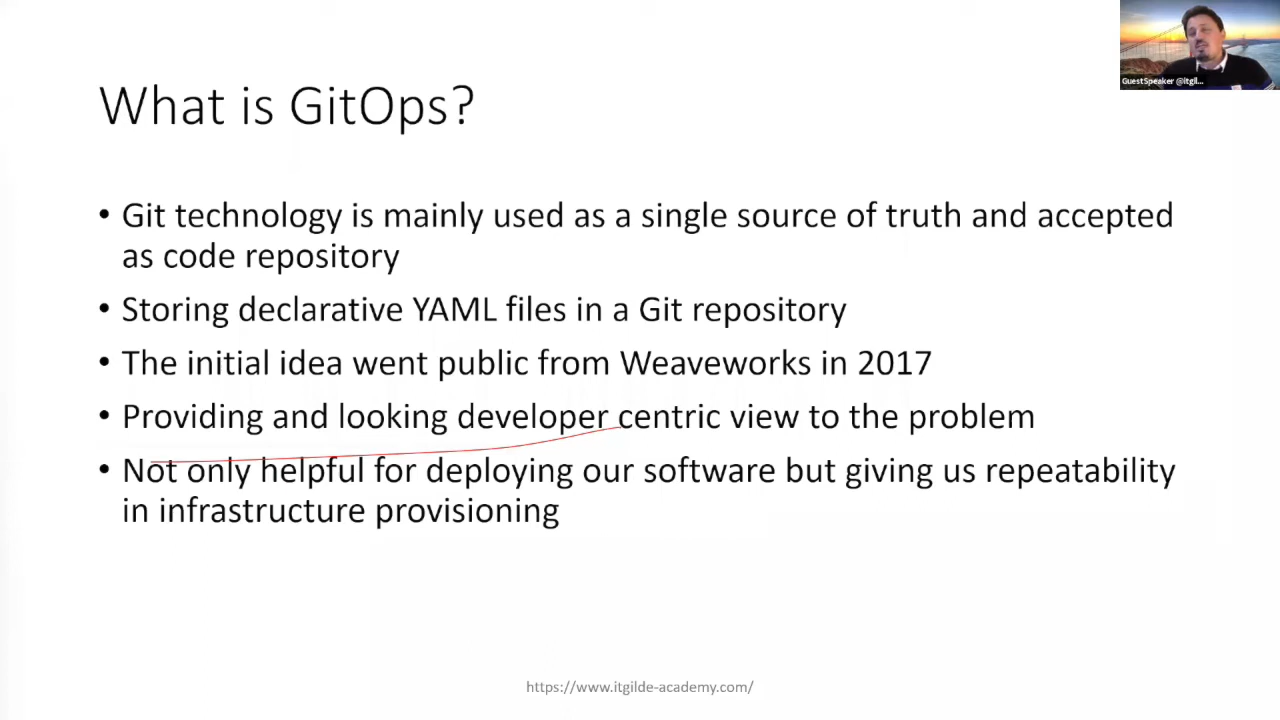 GuestSpeaker @itgil...
What is GitOps?
• Git technology is mainly used as a single source of truth and accepted
as code repository
• Storing declarative YAML files in a Git repository
• The initial idea went public from Weaveworks in 2017
• Providing and looking developer centric view to the problem
• Not only helpful for deploying our software but giving us repeatability
in infrastructure provisioning
https://www.itgilde-academy.com/